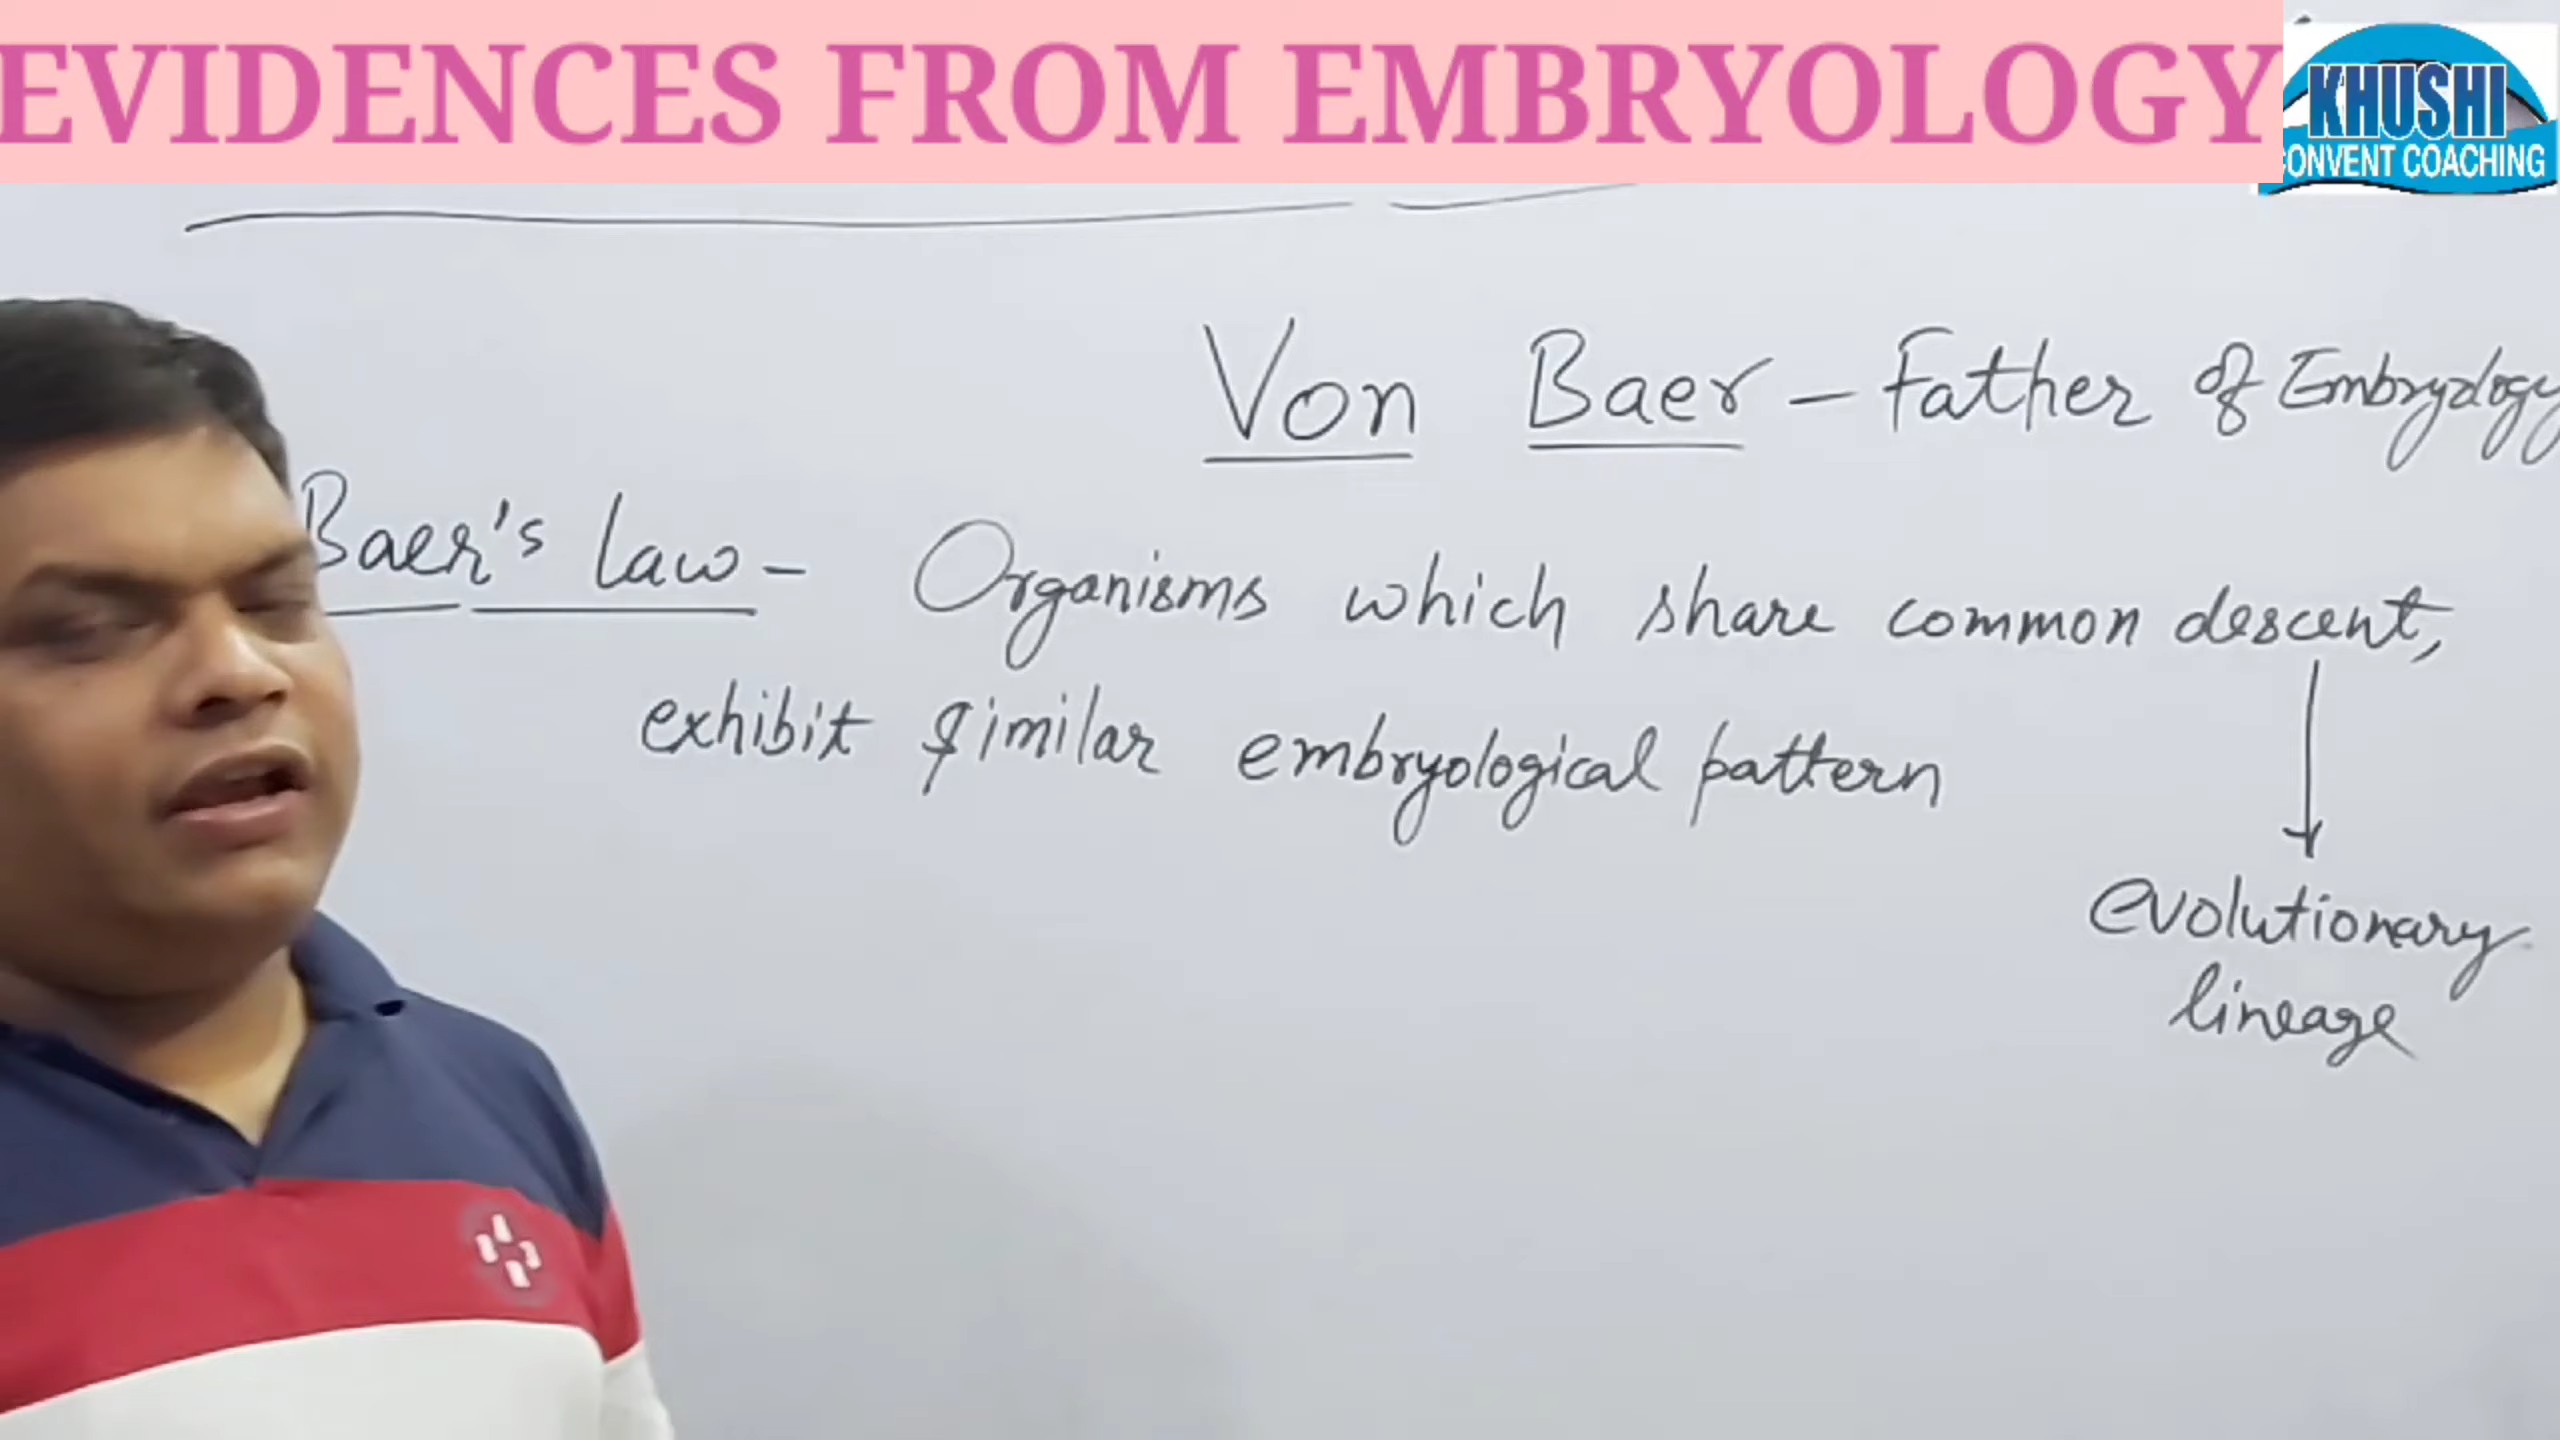 EVIDENCES FROM EMBRYOLOGY
KHUSHI
CONVENT COACHING
Von Baer – Father of Embryology
Baer's law – Organisms which share common descent,
exhibit similar embryological pattern
evolutionary
lineage